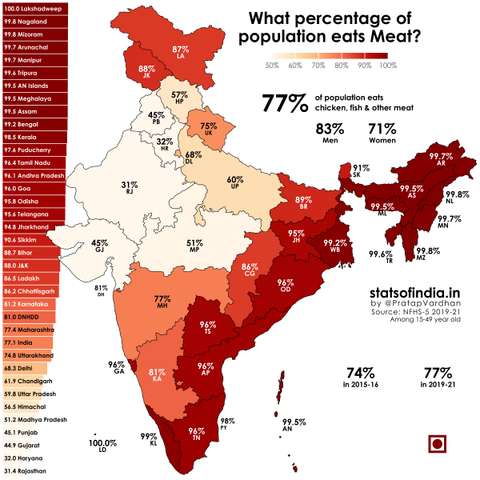 What percentage of
population eats Meat?
50%
60%
70%
80%
90%
100%
77% of population eats
chicken, fish & other meat
83%
Men
71%
Women
100.0 Lakshadweep
99.8 Nagaland
99.8 Mizoram
99.7 Arunachal
99.7 Manipur
99.6 Tripura
99.5 AN Islands
99.5 Meghalaya
99.5 Assam
99.2 Bengal
98.5 Kerala
97.6 Puducherry
96.4 Tamil Nadu
96.1 Andhra Pradesh
96.0 Goa
95.8 Odisha
95.6 Telangana
94.8 Jharkhand
90.6 Sikkim
88.7 Bihar
88.0 J&K
86.5 Ladakh
86.2 Chhattisgarh
81.2 Karnataka
81.0 DNHDD
77.4 Maharashtra
77.1 India
74.8 Uttarakhand
68.3 Delhi
61.9 Chandigarh
59.8 Uttar Pradesh
56.5 Himachal
51.2 Madhya Pradesh
45.1 Punjab
44.9 Gujarat
32.0 Haryana
31.4 Rajasthan
87%
LA
88%
JK
57%
HP
45%
PB
75%
UK
32%
HR
68%
DL
31%
RJ
60%
UP
91%
SK
99.7%
AR
99.5%
AS
99.8%
NL
99.5%
ML
99.7%
MN
99.6%
TR
99.8%
MZ
89%
BR
95%
JH
99.2%
WB
45%
GJ
51%
MP
86%
CG
96%
OD
81%
DH
77%
MH
96%
TS
96%
GA
81%
KA
96%
AP
100.0%
LD
99%
KL
96%
TN
98%
PY
99.5%
AN
statsofindia.in
by @PratapVardhan
Source: NFHS-5 2019-21
Among 15-49 year old
74%
in 2015-16
77%
in 2019-21